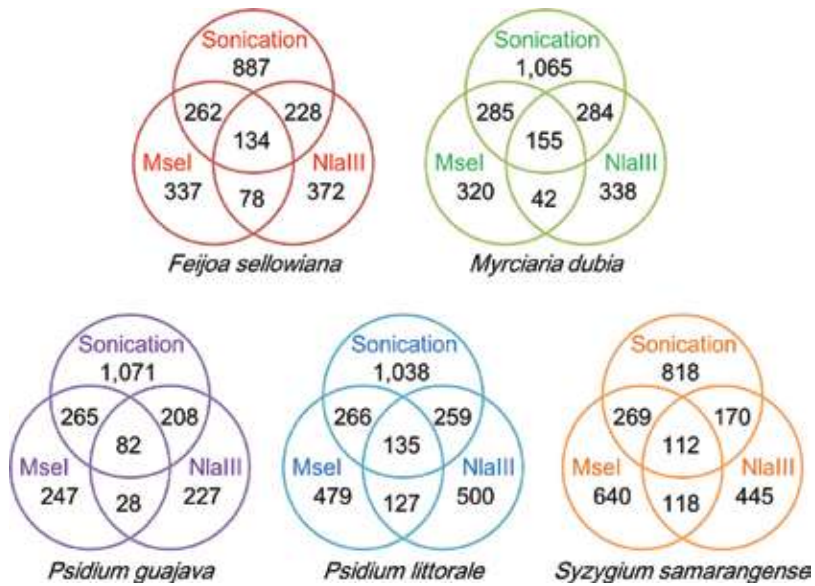 Sonication
887
262
228
134
MseI
NlaIII
337
78
372
Feijoa sellowiana
Sonication
1,065
285
284
155
MseI
NlaIII
320
42
338
Myrciaria dubia
Sonication
1,071
265
208
82
MseI
NlaIII
247
28
227
Psidium guajava
Sonication
1,038
266
259
135
MseI
NlaIII
479
127
500
Psidium littorale
Sonication
818
269
170
112
MseI
NlaIII
640
118
445
Syzygium samarangense